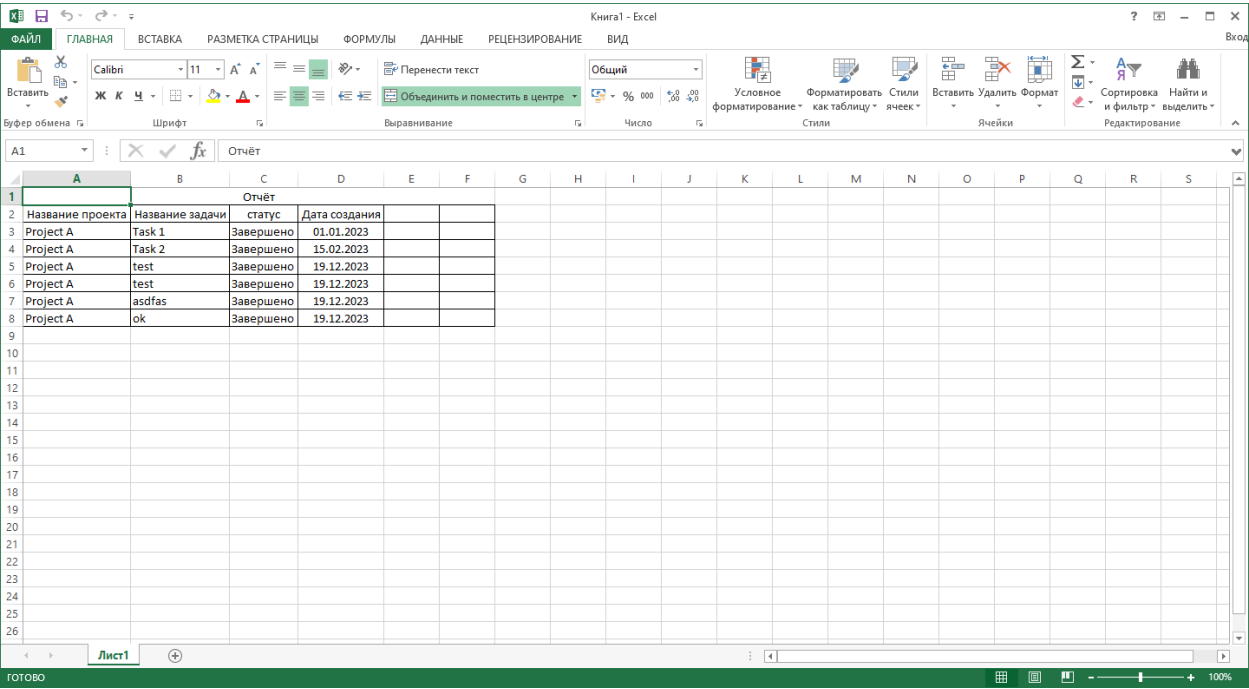 Книга1 - Excel
?
ФАЙЛ ГЛАВНАЯ ВСТАВКА РАЗМЕТКА СТРАНИЦЫ ФОРМУЛЫ ДАННЫЕ РЕЦЕНЗИРОВАНИЕ ВИД Вход
Вставить
Calibri 11
Ж К Ч
Перенести текст
Объединить и поместить в центре
Общий
% 000
Условное форматирование
Форматировать как таблицу
Стили ячеек
Вставить Удалить Формат
Сортировка и фильтр
Найти и выделить
Буфер обмена Шрифт Выравнивание Число Стили Ячейки Редактирование
A1 fx Отчёт
A B C D E F G H I J K L M N O P Q R S
1 Отчёт
2 Название проекта Название задачи статус Дата создания
3 Project A Task 1 Завершено 01.01.2023
4 Project A Task 2 Завершено 15.02.2023
5 Project A test Завершено 19.12.2023
6 Project A test Завершено 19.12.2023
7 Project A asdfas Завершено 19.12.2023
8 Project A ok Завершено 19.12.2023
9
10
11
12
13
14
15
16
17
18
19
20
21
22
23
24
25
26
Лист1
ГОТОВО 100%